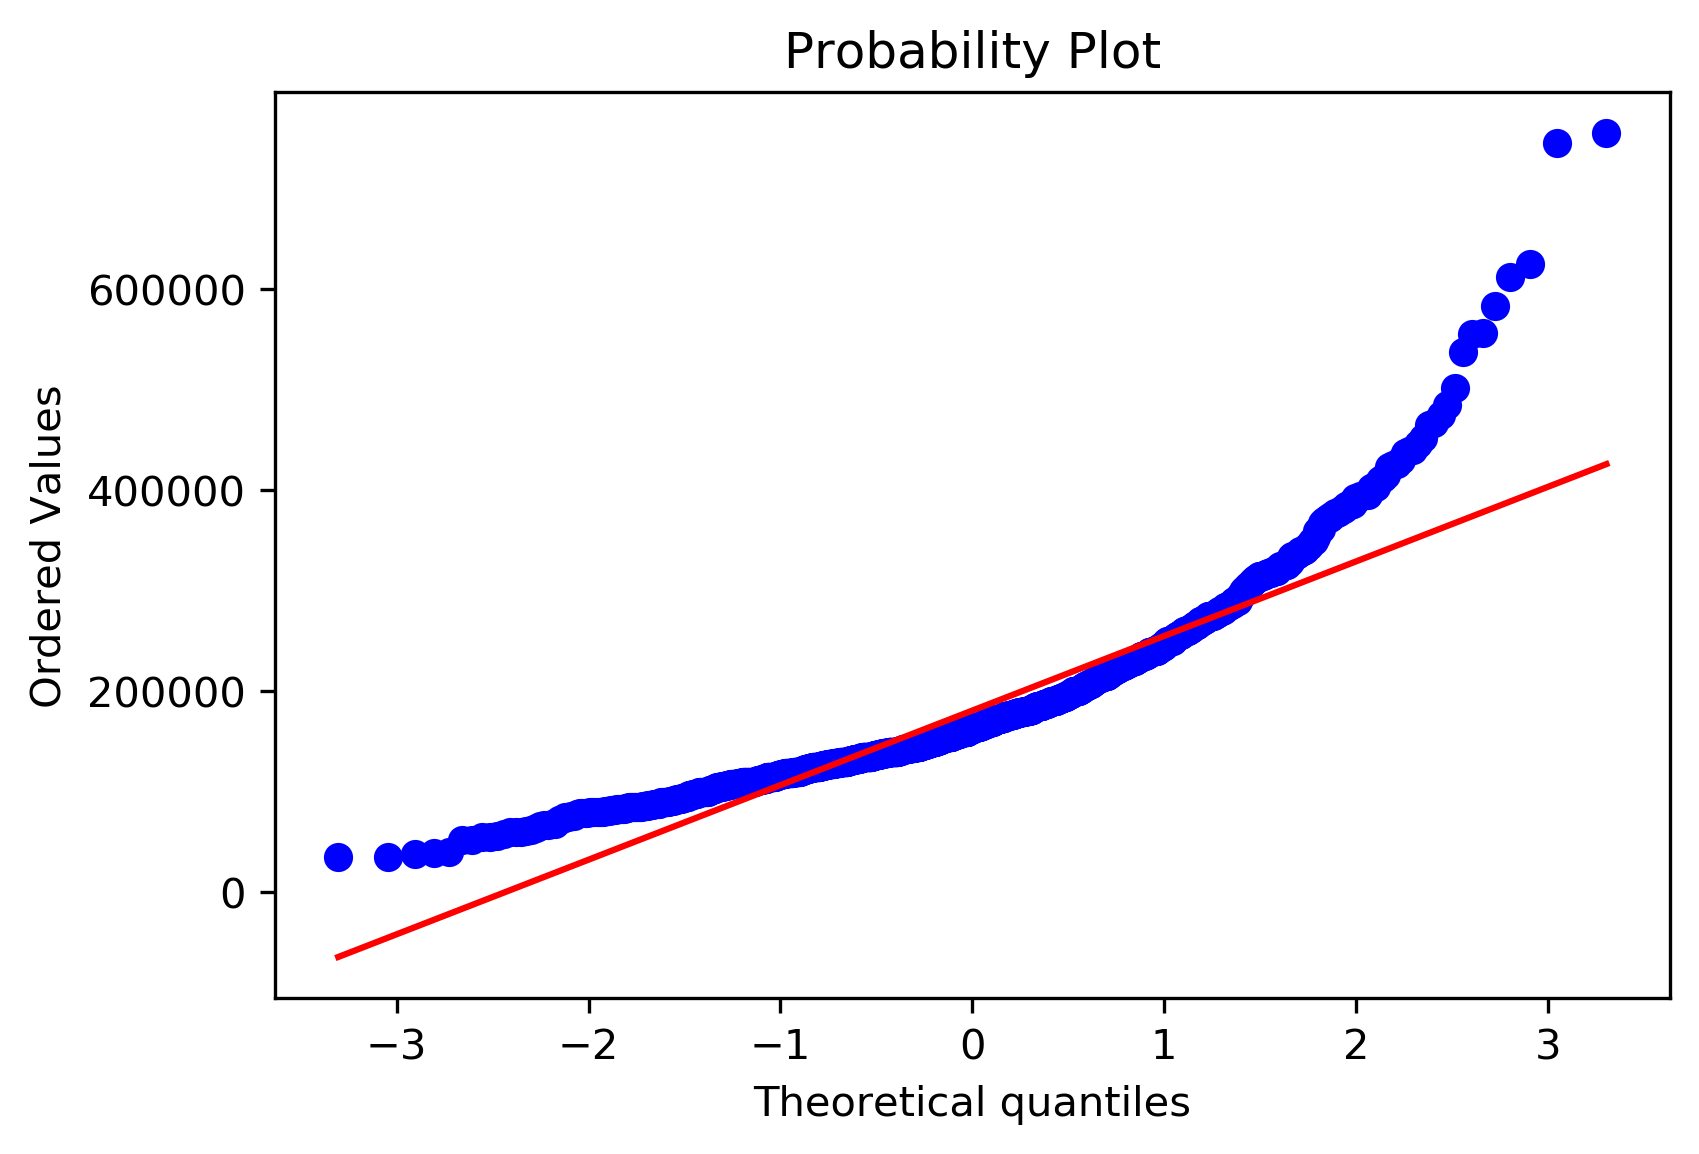 Probability Plot
Ordered Values
600000
400000
200000
0
−3 −2 −1 0 1 2 3
Theoretical quantiles